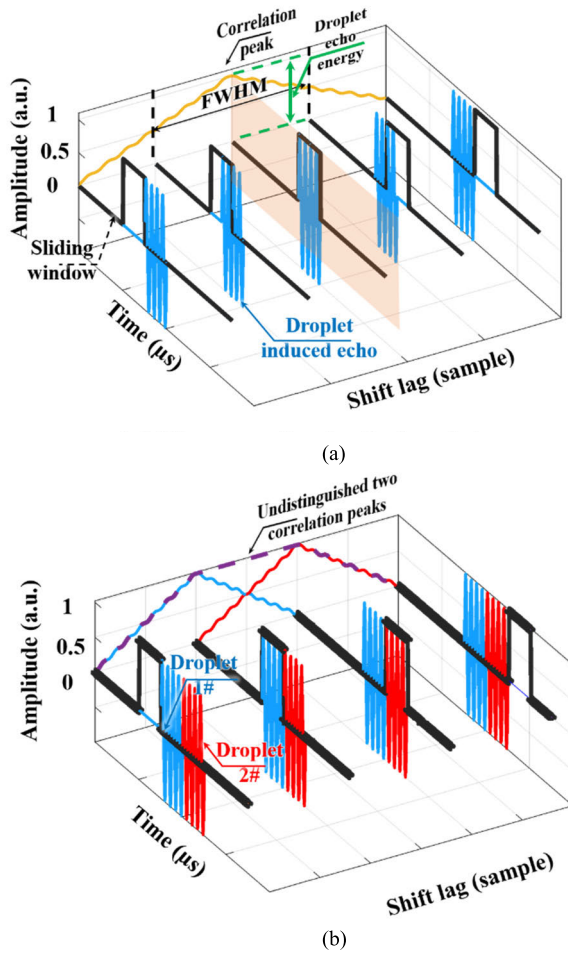 Correlation
peak
Droplet
echo
energy
FWHM
Amplitude (a.u.)
1
0.5
0
Sliding
window
Time (μs)
Droplet
induced echo
Shift lag (sample)
(a)
Undistinguished two
correlation peaks
Amplitude (a.u.)
1
0.5
0
Droplet
1#
Droplet
2#
Time (μs)
Shift lag (sample)
(b)